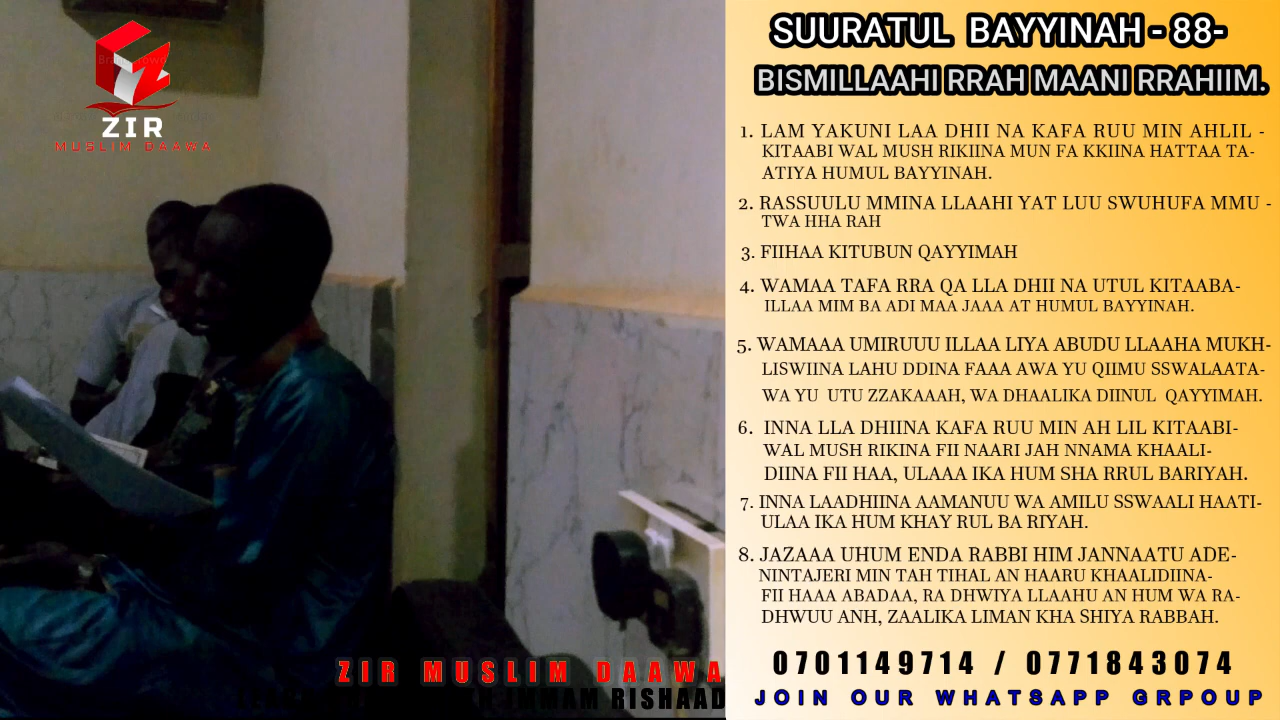 ZIR
MUSLIM DAAWA
SUURATUL BAYYINAH - 88-
BISMILLAAHI RRAH MAANI RRAHIIM.
1. LAM YAKUNI LAA DHII NA KAFA RUU MIN AHLIL -
KITAABI WAL MUSH RIKIINA MUN FA KKIINA HATTAA TA-
ATIYA HUMUL BAYYINAH.
2. RASSUULU MMINA LLAAHI YAT LUU SWUHUFA MMU -
TWA HHA RAH
3. FIIHAA KITUBUN QAYYIMAH
4. WAMAA TAFA RRA QA LLA DHII NA UTUL KITAABA-
ILLAA MIM BA ADI MAA JAAA AT HUMUL BAYYINAH.
5. WAMAAA UMIRUUU ILLAA LIYA ABUDU LLAAHA MUKH-
LISWIINA LAHU DDINA FAAA AWA YU QIIMU SSWALAATA-
WA YU UTU ZZAKAAAH, WA DHAALIKA DIINUL QAYYIMAH.
6. INNA LLA DHIINA KAFA RUU MIN AH LIL KITAABI-
WAL MUSH RIKINA FII NAARI JAH NNAMA KHAALI-
DIINA FII HAA, ULAAA IKA HUM SHA RRUL BARIYAH.
7. INNA LAADHIINA AAMANUU WA AMILU SSWAALI HAATI-
ULAA IKA HUM KHAY RUL BA RIYAH.
8. JAZAAA UHUM ENDA RABBI HIM JANNAATU ADE-
NINTAJERI MIN TAH TIHAL AN HAARU KHAALIDIINA-
FII HAAA ABADAA, RA DHWIYA LLAAHU AN HUM WA RA-
DHWUU ANH, ZAALIKA LIMAN KHA SHIYA RABBAH.
0701149714 / 0771843074
JOIN OUR WHATSAPP GRPOUP
ZIR MUSLIM DAAWA
IMMAM RISHAAD